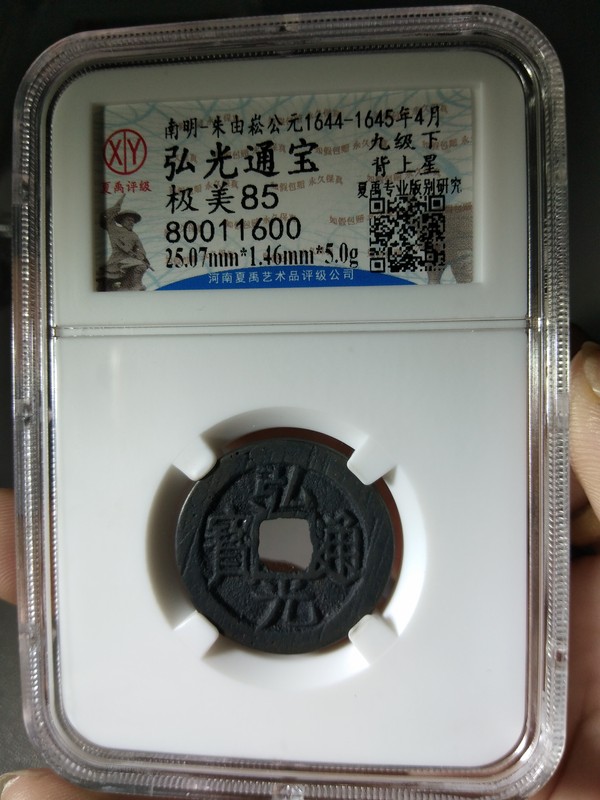 南明-朱由崧公元1644-1645年4月
XY
夏禹评级
弘光通宝
九级下
背上星
极美85
夏禹专业版别研究
80011600
25.07mm*1.46mm*5.0g
河南夏禹艺术品评级公司
弘
寶 通
光